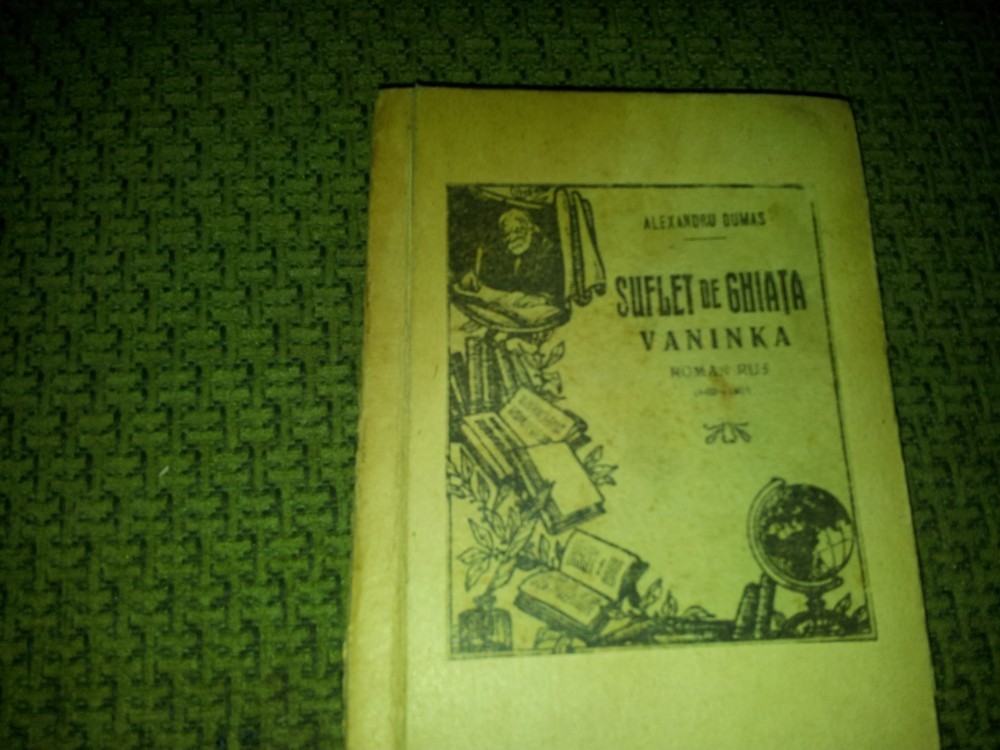 ALEXANDRU DUMAS
SUFLET DE GHIAȚA
VANINKA
ROMAN RUS